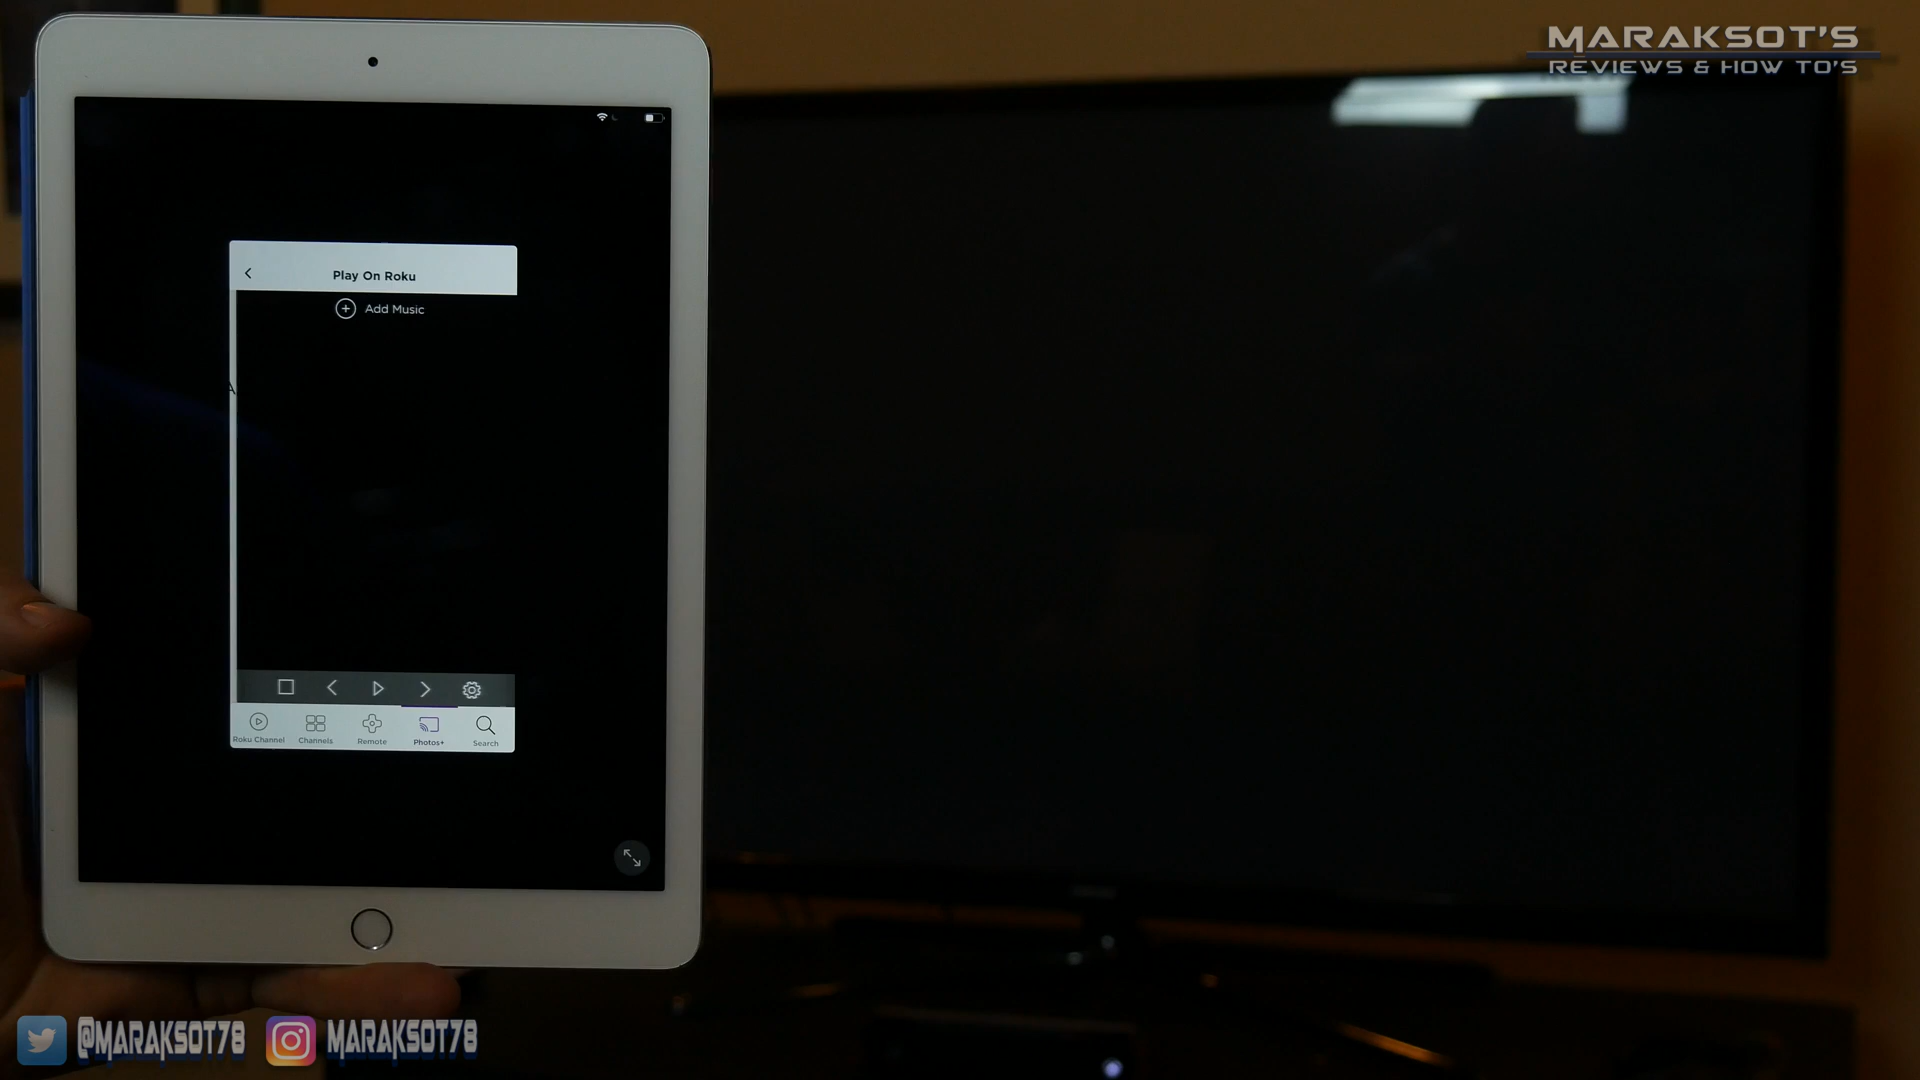 MARAKSOT'S
REVIEWS & HOW TO'S
Play On Roku
Add Music
A
Roku Channel
Channels
Remote
Photos+
Search
@MARAKSOT78
MARAKSOT78